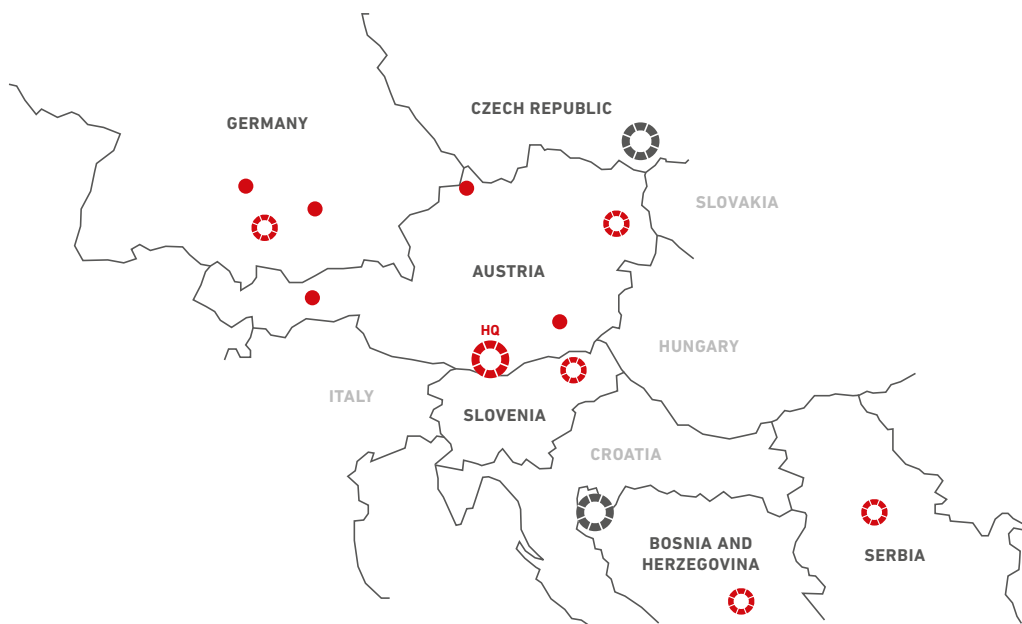 CZECH REPUBLIC
GERMANY
SLOVAKIA
AUSTRIA
HQ
HUNGARY
ITALY
SLOVENIA
CROATIA
BOSNIA AND
HERZEGOVINA
SERBIA